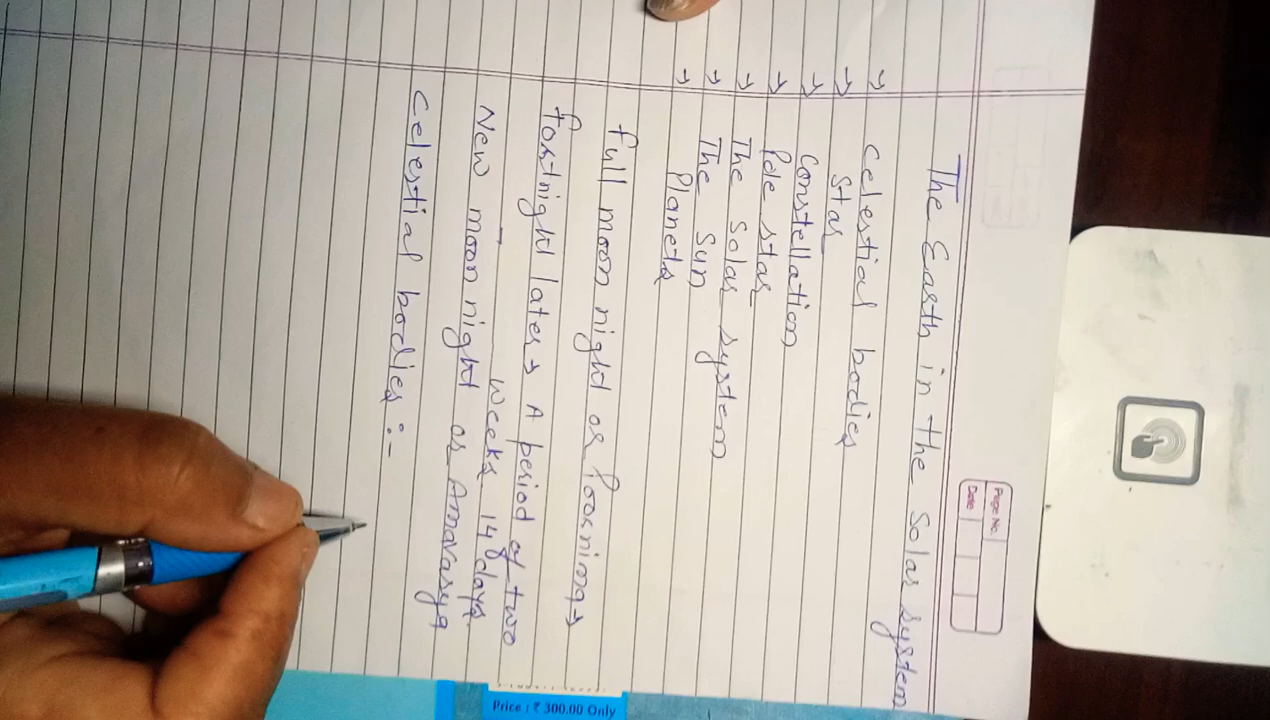 Page No.
Date
The Earth in the Solar system
→ Celestial bodies
→ Star
→ Constellation
→ Pole star
→ The Solar system
→ The Sun
→ Planets
Full moon night or Poornima→
Fortnight later→ A period of two
weeks 14 days.
New moon night or Amavasya
Celestial bodies :-
Price : ₹ 300.00 Only